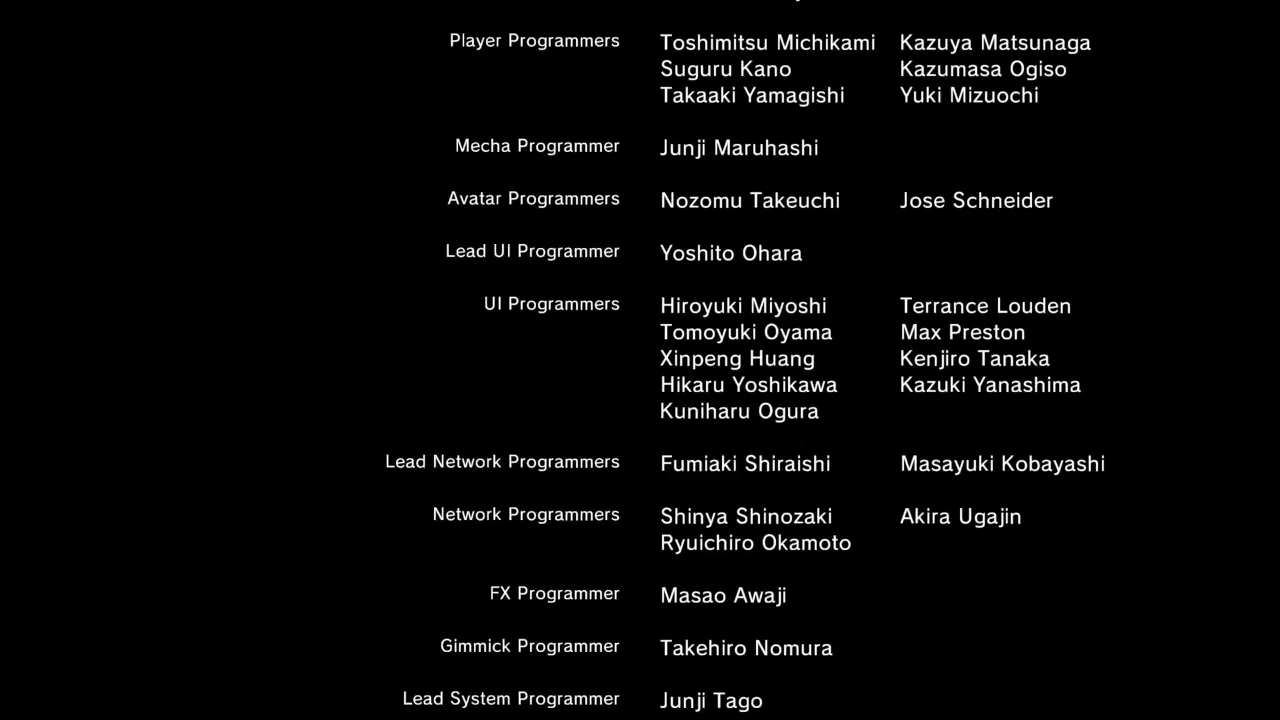 Player Programmers Toshimitsu Michikami Kazuya Matsunaga
Suguru Kano Kazumasa Ogiso
Takaaki Yamagishi Yuki Mizuochi
Mecha Programmer Junji Maruhashi
Avatar Programmers Nozomu Takeuchi Jose Schneider
Lead UI Programmer Yoshito Ohara
UI Programmers Hiroyuki Miyoshi Terrance Louden
Tomoyuki Oyama Max Preston
Xinpeng Huang Kenjiro Tanaka
Hikaru Yoshikawa Kazuki Yanashima
Kuniharu Ogura
Lead Network Programmers Fumiaki Shiraishi Masayuki Kobayashi
Network Programmers Shinya Shinozaki Akira Ugajin
Ryuichiro Okamoto
FX Programmer Masao Awaji
Gimmick Programmer Takehiro Nomura
Lead System Programmer Junji Tago